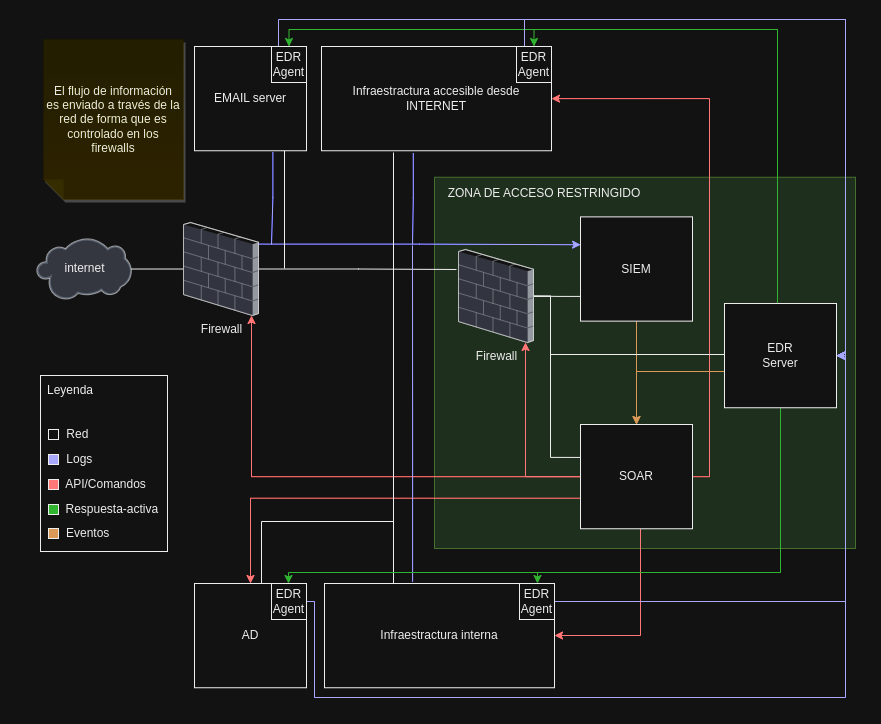 El flujo de información
es enviado a través de la
red de forma que es
controlado en los
firewalls
EDR
Agent
EMAIL server
EDR
Agent
Infraestractura accesible desde
INTERNET
ZONA DE ACCESO RESTRINGIDO
internet
Firewall
SIEM
Firewall
EDR
Server
Leyenda
Red
Logs
API/Comandos
Respuesta-activa
Eventos
SOAR
EDR
Agent
AD
EDR
Agent
Infraestractura interna